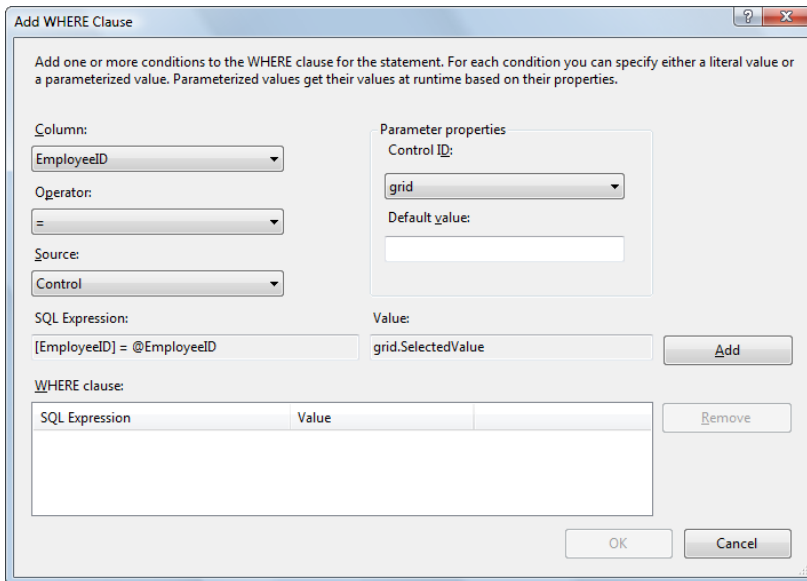 Add WHERE Clause
Add one or more conditions to the WHERE clause for the statement. For each condition you can specify either a literal value or
a parameterized value. Parameterized values get their values at runtime based on their properties.
Column:
EmployeeID
Operator:
=
Source:
Control
Parameter properties
Control ID:
grid
Default value:
SQL Expression:
[EmployeeID] = @EmployeeID
Value:
grid.SelectedValue
Add
WHERE clause:
SQL Expression Value
Remove
OK Cancel